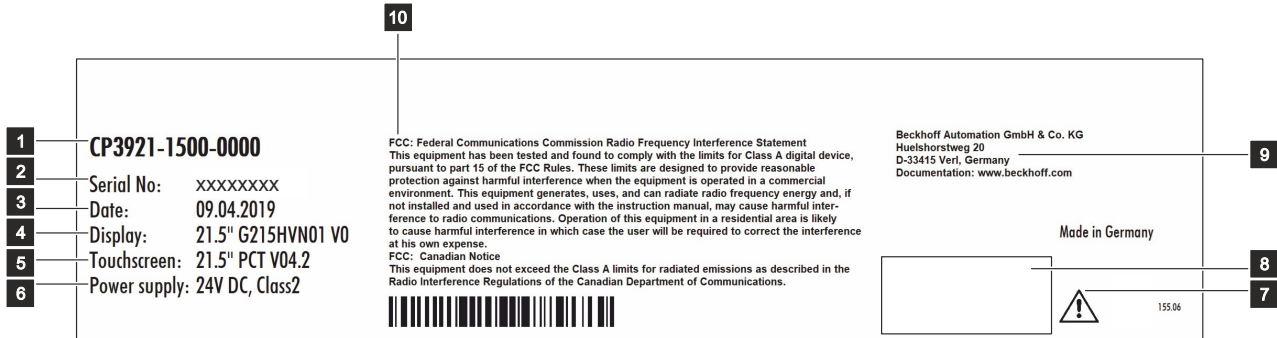 10
1
CP3921-1500-0000
2
Serial No: XXXXXXXX
3
Date: 09.04.2019
4
Display: 21.5" G215HVN01 V0
5
Touchscreen: 21.5" PCT V04.2
6
Power supply: 24V DC, Class2
FCC: Federal Communications Commission Radio Frequency Interference Statement
This equipment has been tested and found to comply with the limits for Class A digital device,
pursuant to part 15 of the FCC Rules. These limits are designed to provide reasonable
protection against harmful interference when the equipment is operated in a commercial
environment. This equipment generates, uses, and can radiate radio frequency energy and, if
not installed and used in accordance with the instruction manual, may cause harmful inter-
ference to radio communications. Operation of this equipment in a residential area is likely
to cause harmful interference in which case the user will be required to correct the interference
at his own expense.
FCC: Canadian Notice
This equipment does not exceed the Class A limits for radiated emissions as described in the
Radio Interference Regulations of the Canadian Department of Communications.
Beckhoff Automation GmbH & Co. KG
Huelshorstweg 20
D-33415 Verl, Germany
Documentation: www.beckhoff.com
9
Made in Germany
8
7
155.06